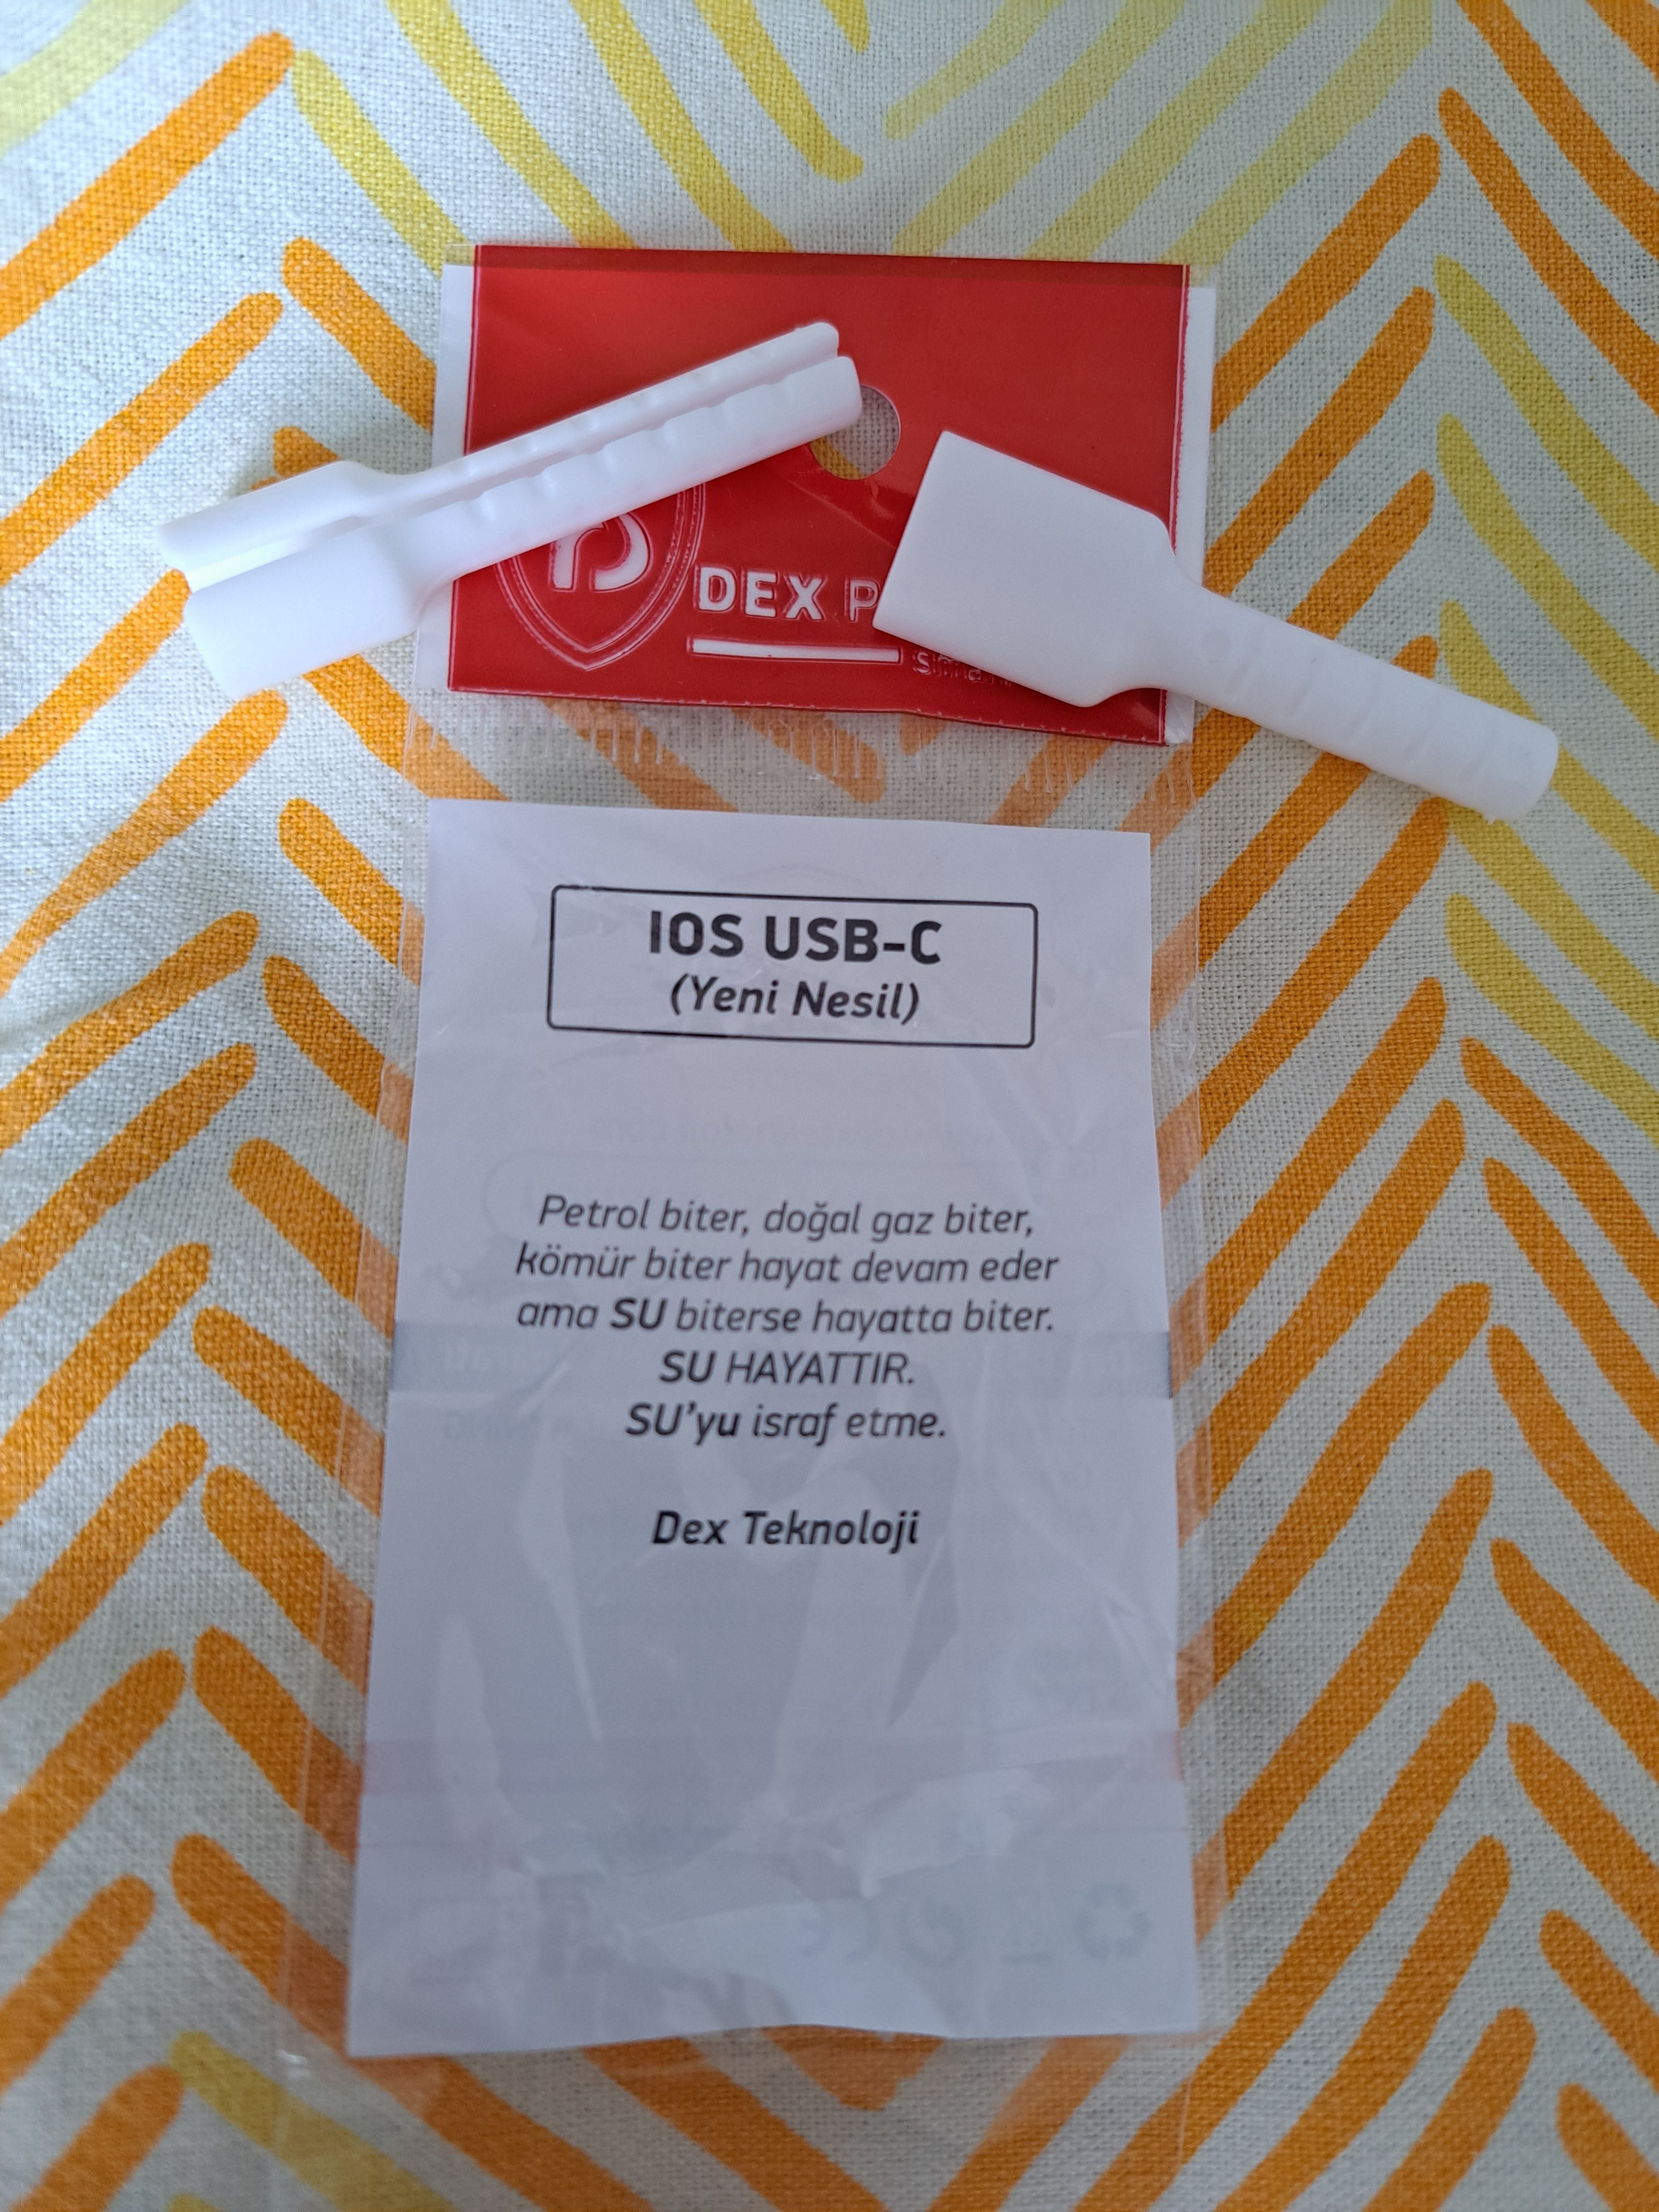 DEX
IOS USB-C
(Yeni Nesil)
Petrol biter, doğal gaz biter,
kömür biter hayat devam eder
ama SU biterse hayatta biter.
SU HAYATTIR.
SU'yu israf etme.
Dex Teknoloji